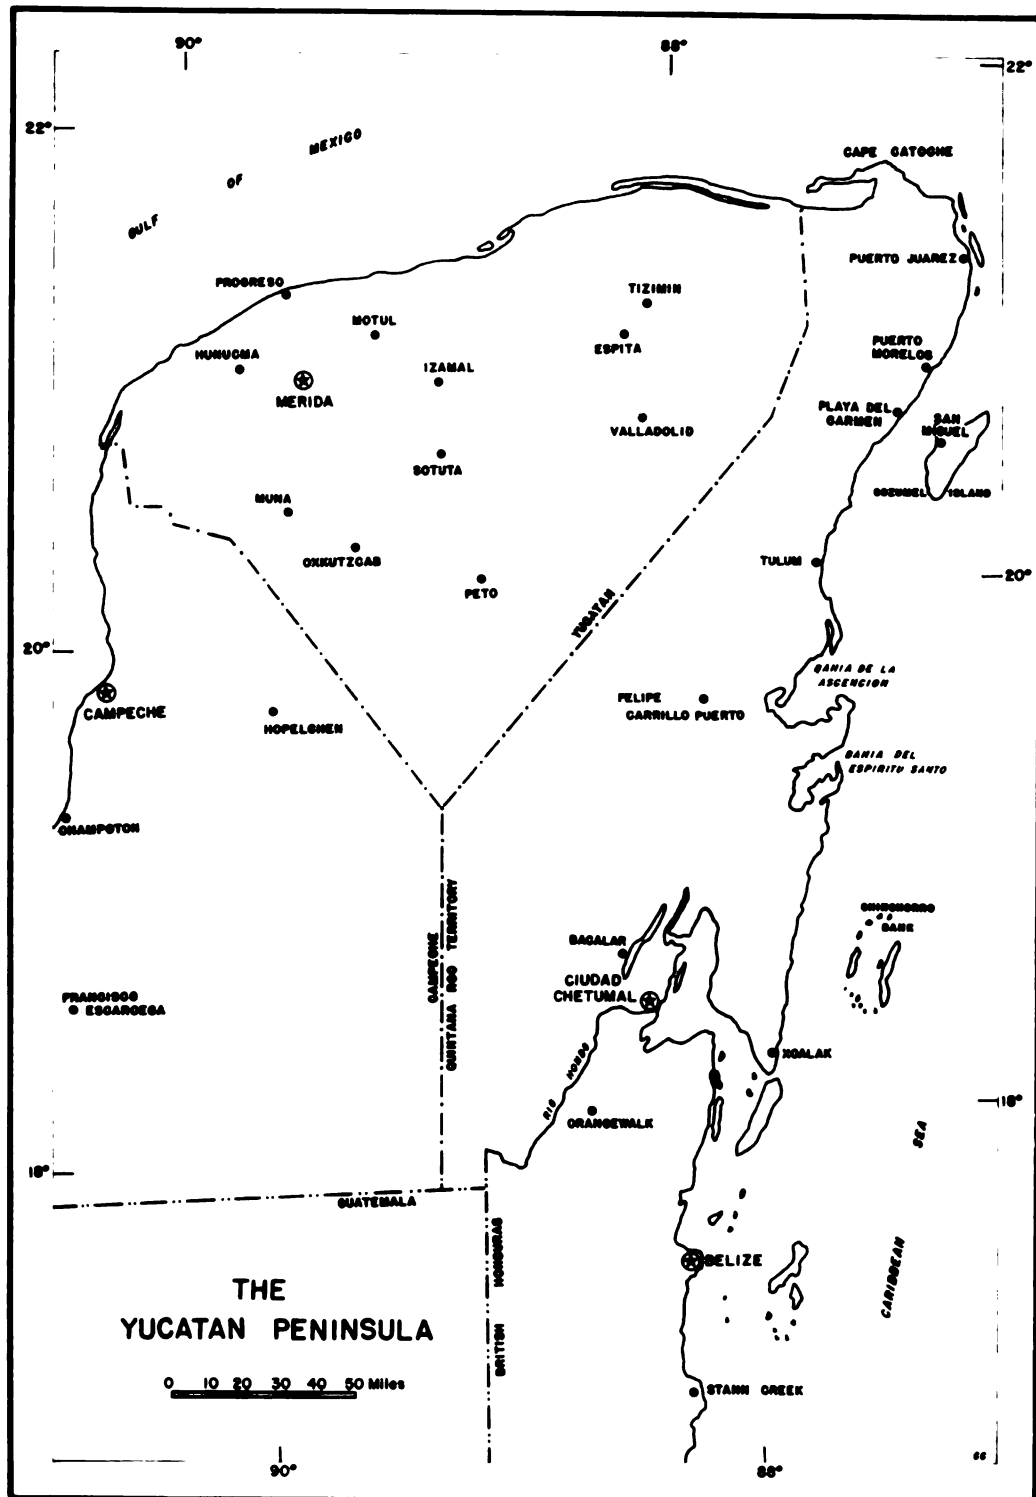 90°
88°
22°
22°
GULF OF MEXICO
CAPE CATOCHE
PUERTO JUAREZ
PROGRESO
TIZIMIN
MOTUL
ESPITA
PUERTO
MORELOS
HUNUCMA
IZAMAL
MERIDA
PLAYA DEL
CARMEN
SAN
MIGUEL
VALLADOLID
SOTUTA
COZUMEL ISLAND
MUNA
OXKUTZCAB
TULUM
20°
PETO
YUCATAN
20°
BAHIA DE LA
ASCENCION
CAMPECHE
FELIPE
CARRILLO PUERTO
HOPELCHEN
BAHIA DEL
ESPIRITU SANTO
CHAMPOTON
CAMPECHE
QUINTANA ROO TERRITORY
CHINCHORRO
BANK
BACALAR
CIUDAD
CHETUMAL
FRANCISCO
ESCARCEGA
RIO HONDO
XCALAK
ORANGEWALK
18°
18°
GUATEMALA
BRITISH HONDURAS
BELIZE
CARIBBEAN SEA
THE
YUCATAN PENINSULA
0 10 20 30 40 50 Miles
STANN CREEK
90°
88°
GG